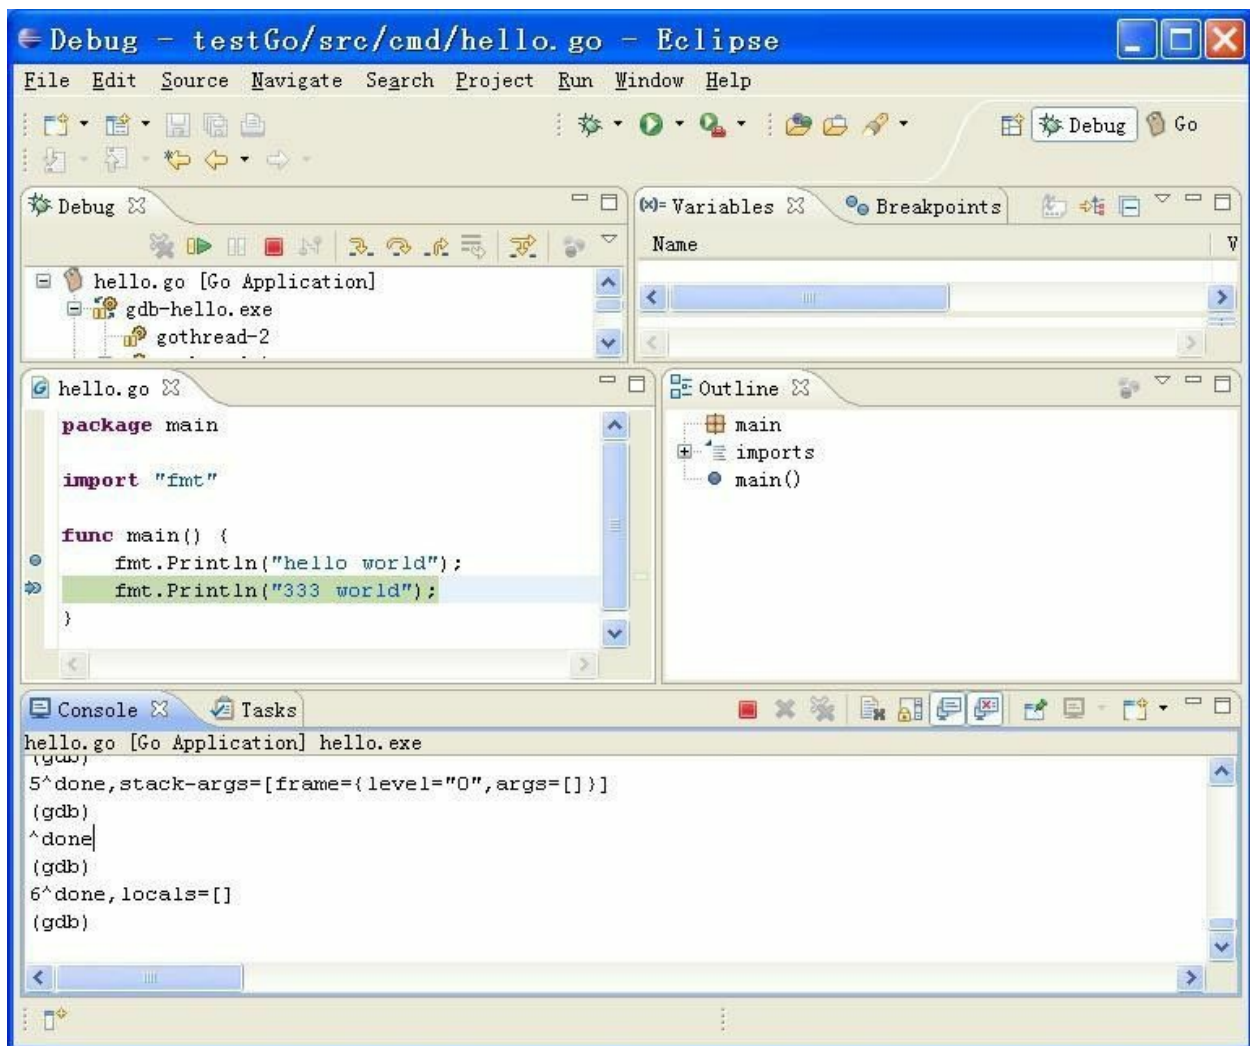 Debug - testGo/src/cmd/hello.go - Eclipse
File Edit Source Navigate Search Project Run Window Help
Debug Go
Debug
Variables Breakpoints
Name
hello.go [Go Application]
gdb-hello.exe
gothread-2
hello.go
package main
import "fmt"
func main() {
fmt.Println("hello world");
fmt.Println("333 world");
}
Outline
main
imports
main()
Console Tasks
hello.go [Go Application] hello.exe
(gdb)
5^done,stack-args=[frame={level="0",args=[]}]
(gdb)
^done
(gdb)
6^done,locals=[]
(gdb)